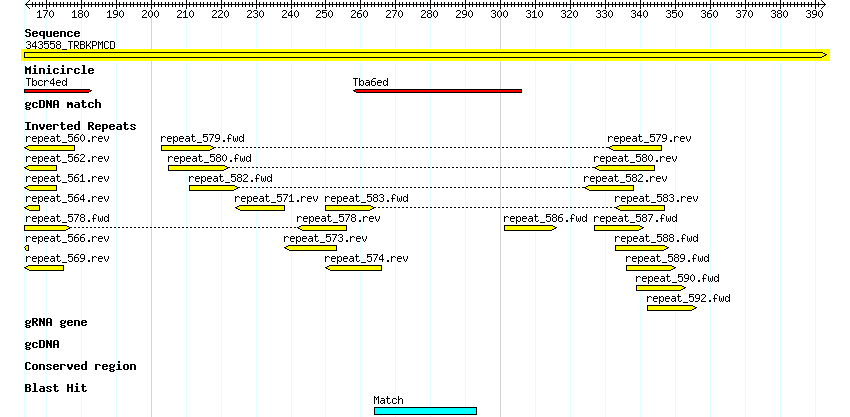 170 180 190 200 210 220 230 240 250 260 270 280 290 300 310 320 330 340 350 360 370 380 390
Sequence
343558_TRBKPMCD
Minicircle
Tbcr4ed Tba6ed
gcDNA match
Inverted Repeats
repeat_560.rev repeat_579.fwd repeat_579.rev
repeat_562.rev repeat_580.fwd repeat_580.rev
repeat_561.rev repeat_582.fwd repeat_582.rev
repeat_564.rev repeat_571.rev repeat_583.fwd repeat_583.rev
repeat_578.fwd repeat_578.rev repeat_586.fwd repeat_587.fwd
repeat_566.rev repeat_573.rev repeat_588.fwd
repeat_569.rev repeat_574.rev repeat_589.fwd
repeat_590.fwd
repeat_592.fwd
gRNA gene
gcDNA
Conserved region
Blast Hit
Match